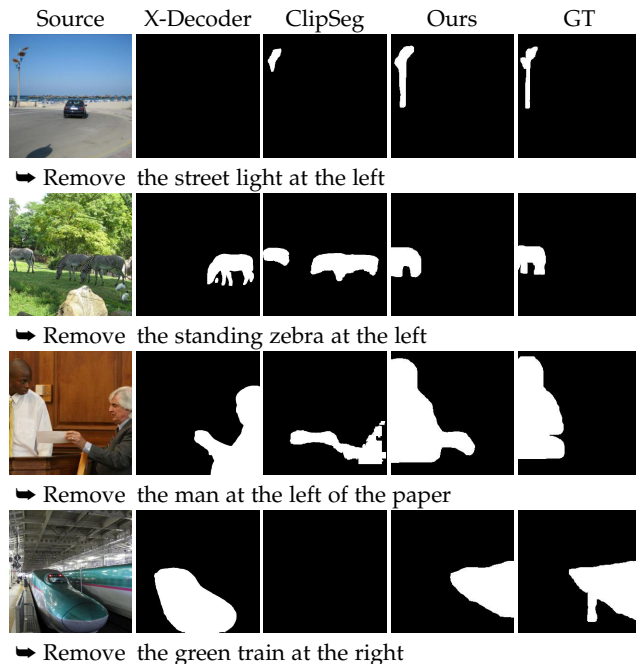 Source X-Decoder ClipSeg Ours GT
➥ Remove the street light at the left
➥ Remove the standing zebra at the left
➥ Remove the man at the left of the paper
➥ Remove the green train at the right